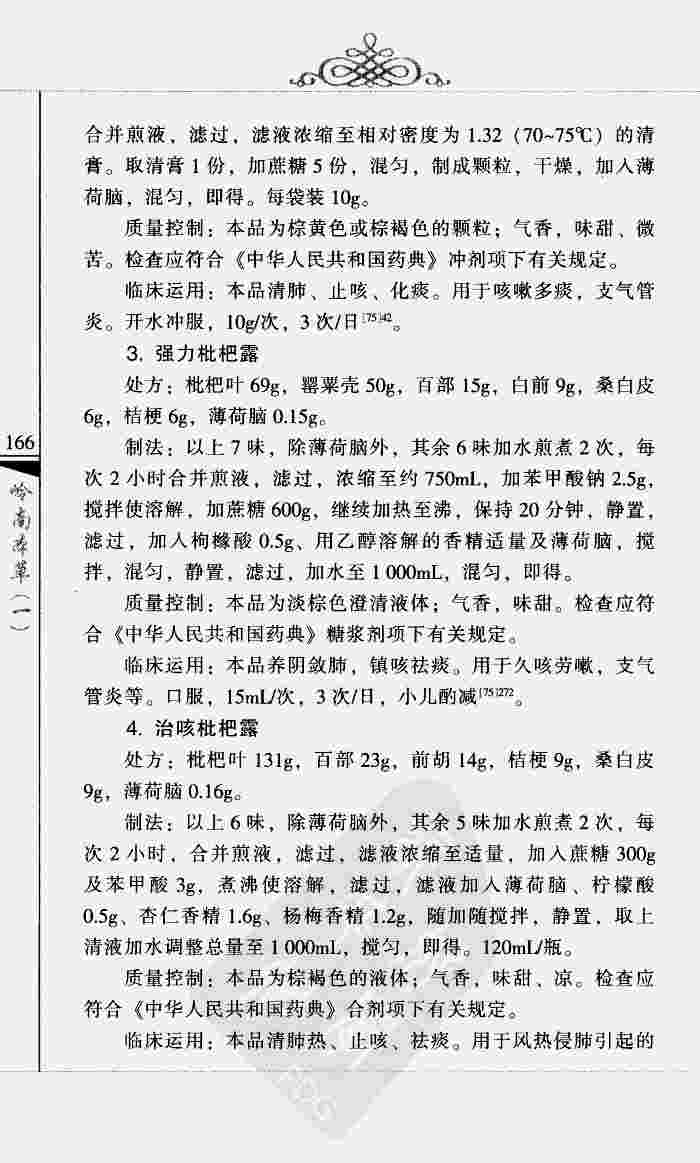 合并煎液，滤过，滤液浓缩至相对密度为 1.32（70~75℃）的清
膏。取清膏 1 份，加蔗糖 5 份，混匀，制成颗粒，干燥，加入薄
荷脑，混匀，即得。每袋装 10g。
质量控制：本品为棕黄色或棕褐色的颗粒；气香，味甜、微
苦。检查应符合《中华人民共和国药典》冲剂项下有关规定。
临床运用：本品清肺、止咳、化痰。用于咳嗽多痰，支气管
炎。开水冲服，10g/次，3 次/日[75]42。
3. 强力枇杷露
处方：枇杷叶 69g，罂粟壳 50g，百部 15g，白前 9g，桑白皮
6g，桔梗 6g，薄荷脑 0.15g。
制法：以上 7 味，除薄荷脑外，其余 6 味加水煎煮 2 次，每
次 2 小时合并煎液，滤过，浓缩至约 750mL，加苯甲酸钠 2.5g，
搅拌使溶解，加蔗糖 600g，继续加热至沸，保持 20 分钟，静置，
滤过，加入枸橼酸 0.5g、用乙醇溶解的香精适量及薄荷脑，搅
拌，混匀，静置，滤过，加水至 1 000mL，混匀，即得。
质量控制：本品为淡棕色澄清液体；气香，味甜。检查应符
合《中华人民共和国药典》糖浆剂项下有关规定。
临床运用：本品养阴敛肺，镇咳祛痰。用于久咳劳嗽，支气
管炎等。口服，15mL/次，3 次/日，小儿酌减[75]272。
4. 治咳枇杷露
处方：枇杷叶 131g，百部 23g，前胡 14g，桔梗 9g，桑白皮
9g，薄荷脑 0.16g。
制法：以上 6 味，除薄荷脑外，其余 5 味加水煎煮 2 次，每
次 2 小时，合并煎液，滤过，滤液浓缩至适量，加入蔗糖 300g
及苯甲酸 3g，煮沸使溶解，滤过，滤液加入薄荷脑、柠檬酸
0.5g、杏仁香精 1.6g、杨梅香精 1.2g，随加随搅拌，静置，取上
清液加水调整总量至 1 000mL，搅匀，即得。120mL/瓶。
质量控制：本品为棕褐色的液体；气香，味甜、凉。检查应
符合《中华人民共和国药典》合剂项下有关规定。
临床运用：本品清肺热、止咳、祛痰。用于风热侵肺引起的
166
岭南本草（一）